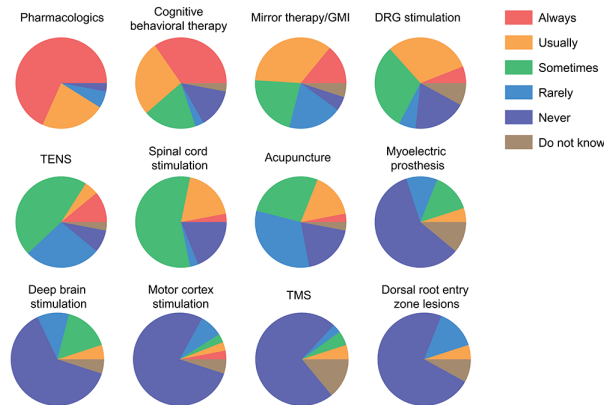 Pharmacologics
Cognitive
behavioral therapy
Mirror therapy/GMI
DRG stimulation
Always
Usually
Sometimes
Rarely
Never
Do not know
TENS
Spinal cord
stimulation
Acupuncture
Myoelectric
prosthesis
Deep brain
stimulation
Motor cortex
stimulation
TMS
Dorsal root entry
zone lesions